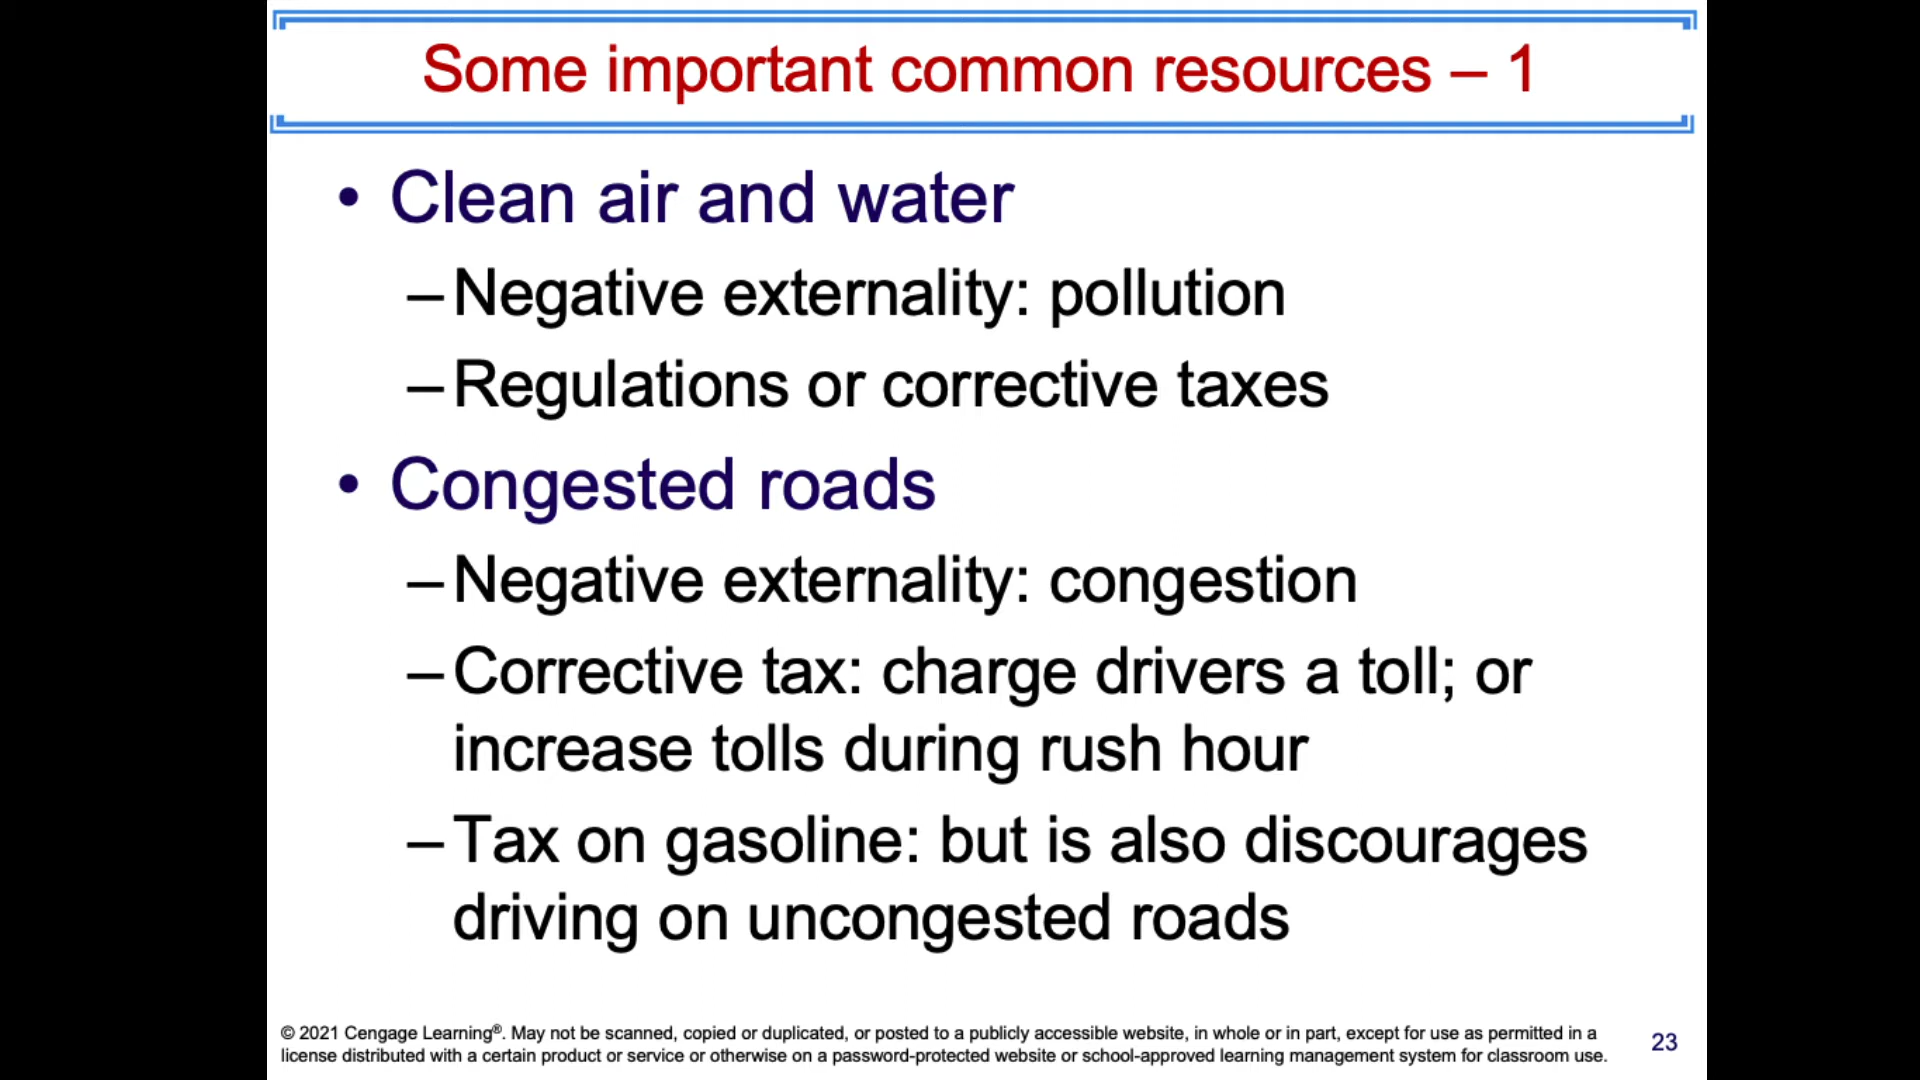 Some important common resources – 1
• Clean air and water
– Negative externality: pollution
– Regulations or corrective taxes
• Congested roads
– Negative externality: congestion
– Corrective tax: charge drivers a toll; or
increase tolls during rush hour
– Tax on gasoline: but is also discourages
driving on uncongested roads
© 2021 Cengage Learning®. May not be scanned, copied or duplicated, or posted to a publicly accessible website, in whole or in part, except for use as permitted in a
license distributed with a certain product or service or otherwise on a password-protected website or school-approved learning management system for classroom use.
23